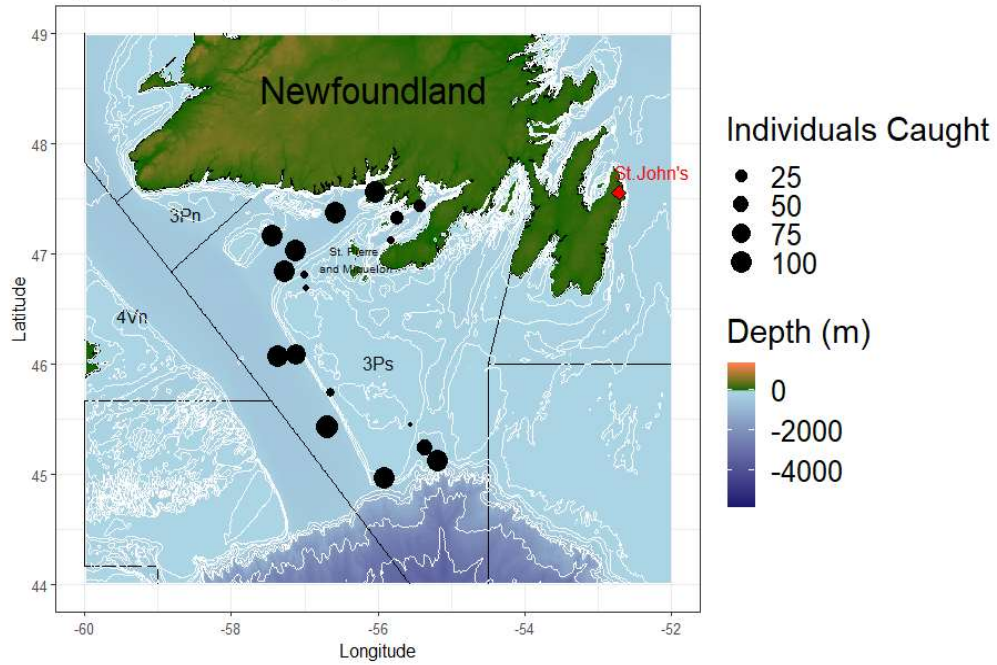 49
48
47
46
45
44
Latitude
Newfoundland
St.John's
3Pn
St. Pierre
and Miquelon
4Vn
3Ps
-60
-58
-56
-54
-52
Longitude
Individuals Caught
25
50
75
100
Depth (m)
0
-2000
-4000